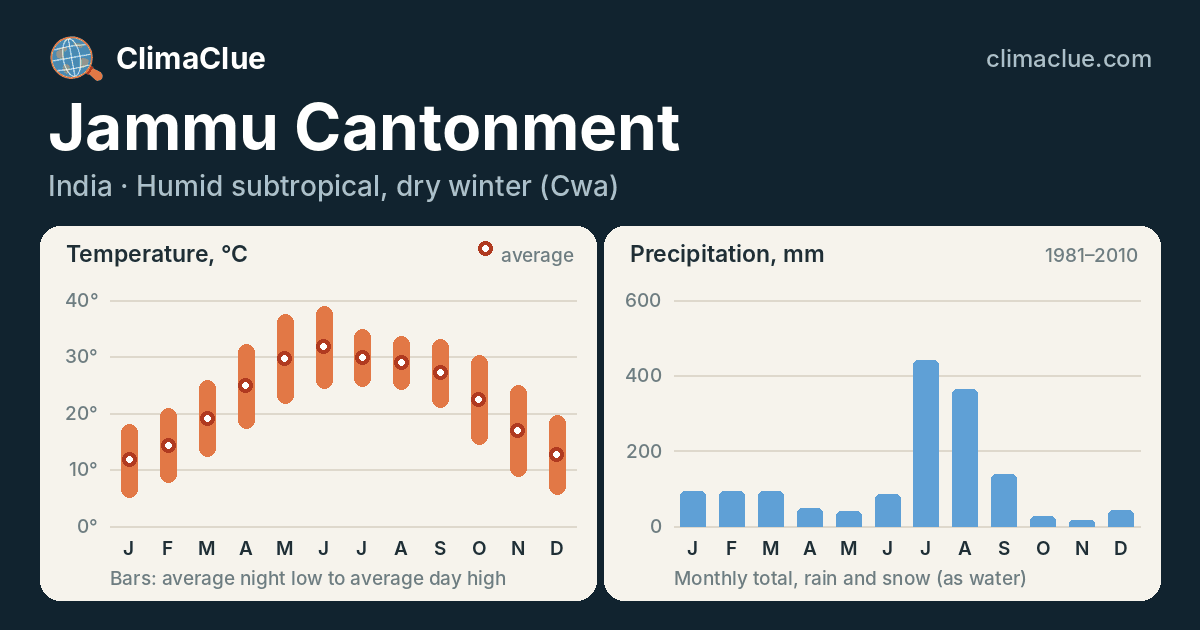 ClimaClue
climaclue.com
Jammu Cantonment
India · Humid subtropical, dry winter (Cwa)
Temperature, °C
average
40°
30°
20°
10°
0°
J F M A M J J A S O N D
Bars: average night low to average day high
Precipitation, mm
1981–2010
600
400
200
0
J F M A M J J A S O N D
Monthly total, rain and snow (as water)